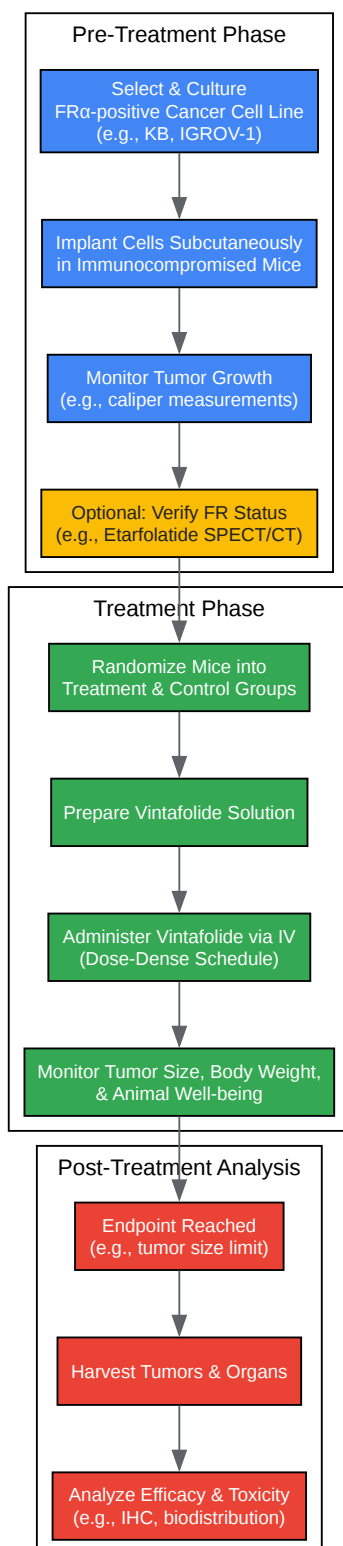 Pre-Treatment Phase
Select & Culture
FRα-positive Cancer Cell Line
(e.g., KB, IGROV-1)
Implant Cells Subcutaneously
in Immunocompromised Mice
Monitor Tumor Growth
(e.g., caliper measurements)
Optional: Verify FR Status
(e.g., Etarfolatide SPECT/CT)
Treatment Phase
Randomize Mice into
Treatment & Control Groups
Prepare Vintafolide Solution
Administer Vintafolide via IV
(Dose-Dense Schedule)
Monitor Tumor Size, Body Weight,
& Animal Well-being
Post-Treatment Analysis
Endpoint Reached
(e.g., tumor size limit)
Harvest Tumors & Organs
Analyze Efficacy & Toxicity
(e.g., IHC, biodistribution)